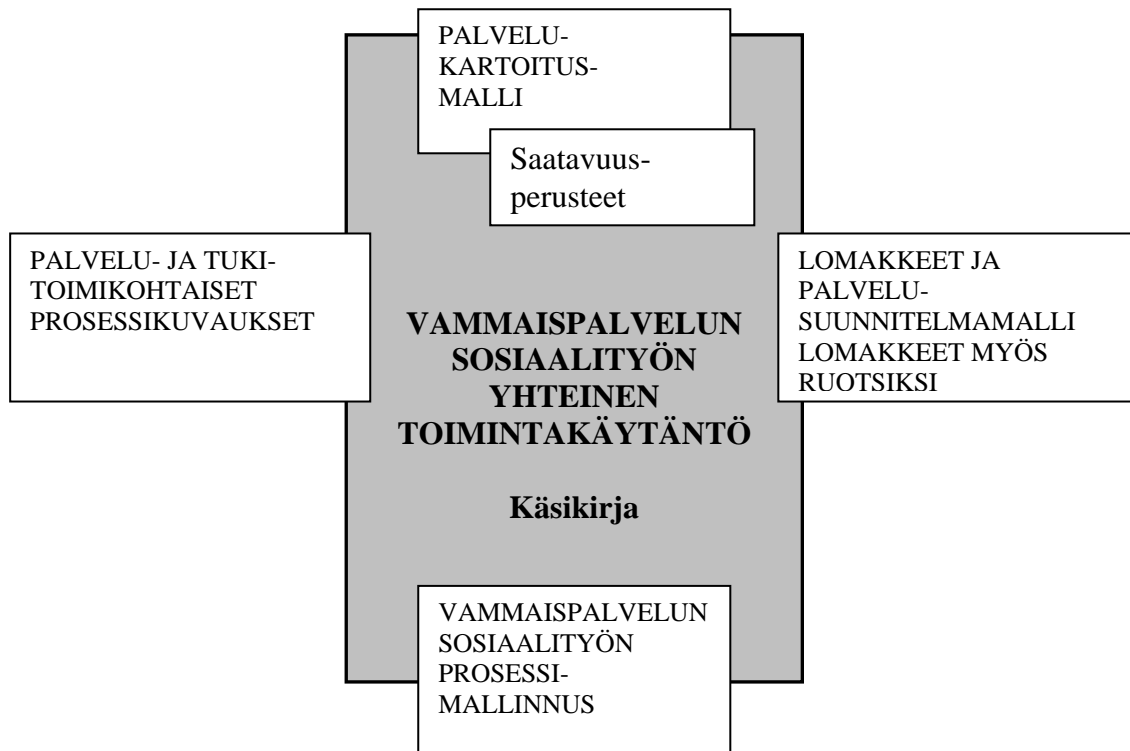 PALVELU-
KARTOITUS-
MALLI
Saatavuus-
perusteet
PALVELU- JA TUKI-
TOIMIKOHTAISET
PROSESSIKUVAUKSET
LOMAKKEET JA
PALVELU-
SUUNNITELMAMALLI
LOMAKKEET MYÖS
RUOTSIKSI
VAMMAISPALVELUN
SOSIAALITYÖN
YHTEINEN
TOIMINTAKÄYTÄNTÖ
Käsikirja
VAMMAISPALVELUN
SOSIAALITYÖN
PROSESSI-
MALLINNUS